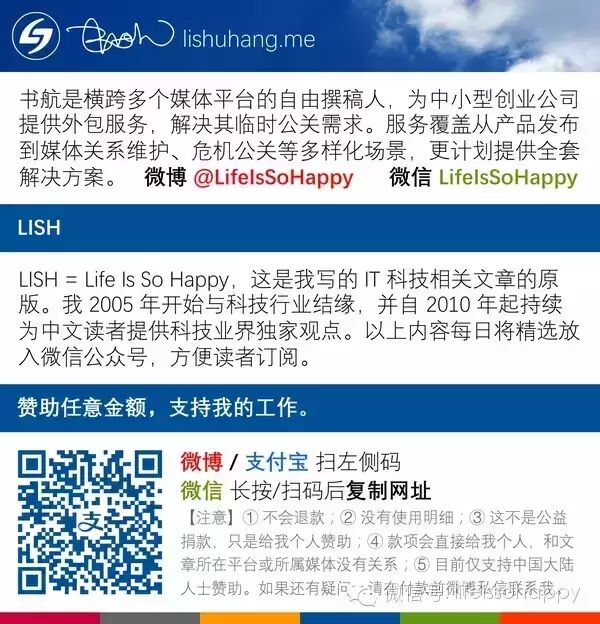 lishuhang.me
书航是横跨多个媒体平台的自由撰稿人，为中小型创业公司
提供外包服务，解决其临时公关需求。服务覆盖从产品发布
到媒体关系维护、危机公关等多样化场景，更计划提供全套
解决方案。 微博 @LifeIsSoHappy 微信 LifeIsSoHappy
LISH
LISH = Life Is So Happy，这是我写的 IT 科技相关文章的原
版。我 2005 年开始与科技行业结缘，并自 2010 年起持续
为中文读者提供科技业界独家观点。以上内容每日将精选放
入微信公众号，方便读者订阅。
赞助任意金额，支持我的工作。
微博 / 支付宝 扫左侧码
微信 长按/扫码后复制网址
【注意】① 不会退款；② 没有使用明细；③ 这不是公益
捐款，只是给我个人赞助；④ 款项会直接给我个人，和文
章所在平台或所属媒体没有关系；⑤ 目前仅支持中国大陆
人士赞助。如果还有疑问，请在付款前微博私信联系我。
微信号: lifeissohappy